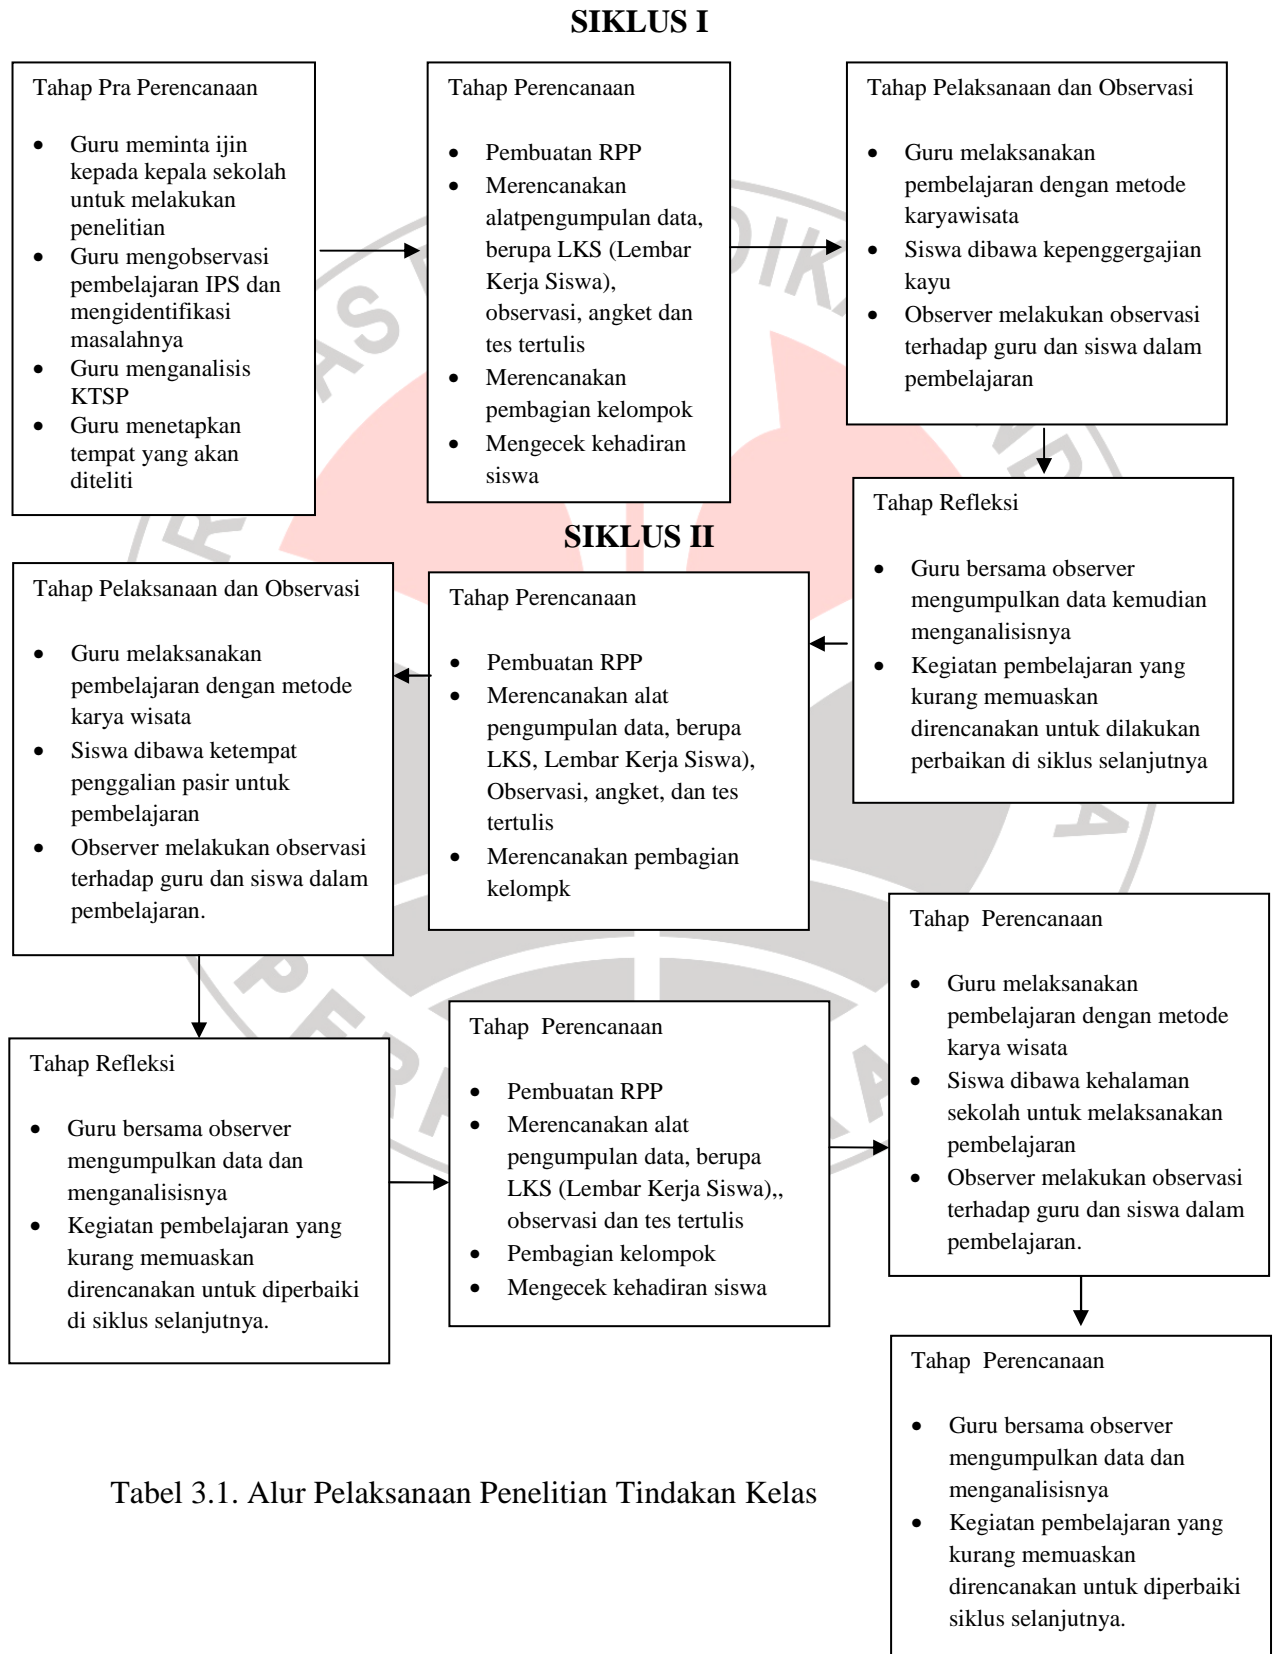 SIKLUS I
Tahap Pra Perencanaan
• Guru meminta ijin
kepada kepala sekolah
untuk melakukan
penelitian
• Guru mengobservasi
pembelajaran IPS dan
mengidentifikasi
masalahnya
• Guru menganalisis
KTSP
• Guru menetapkan
tempat yang akan
diteliti
Tahap Perencanaan
• Pembuatan RPP
• Merencanakan
alatpengumpulan data,
berupa LKS (Lembar
Kerja Siswa),
observasi, angket dan
tes tertulis
• Merencanakan
pembagian kelompok
• Mengecek kehadiran
siswa
Tahap Pelaksanaan dan Observasi
• Guru melaksanakan
pembelajaran dengan metode
karyawisata
• Siswa dibawa kepenggergajian
kayu
• Observer melakukan observasi
terhadap guru dan siswa dalam
pembelajaran
Tahap Refleksi
• Guru bersama observer
mengumpulkan data kemudian
menganalisisnya
• Kegiatan pembelajaran yang
kurang memuaskan
direncanakan untuk dilakukan
perbaikan di siklus selanjutnya
SIKLUS II
Tahap Perencanaan
• Pembuatan RPP
• Merencanakan alat
pengumpulan data, berupa
LKS, Lembar Kerja Siswa),
Observasi, angket, dan tes
tertulis
• Merencanakan pembagian
kelompk
Tahap Pelaksanaan dan Observasi
• Guru melaksanakan
pembelajaran dengan metode
karya wisata
• Siswa dibawa ketempat
penggalian pasir untuk
pembelajaran
• Observer melakukan observasi
terhadap guru dan siswa dalam
pembelajaran.
Tahap Refleksi
• Guru bersama observer
mengumpulkan data dan
menganalisisnya
• Kegiatan pembelajaran yang
kurang memuaskan
direncanakan untuk diperbaiki
di siklus selanjutnya.
Tahap Perencanaan
• Pembuatan RPP
• Merencanakan alat
pengumpulan data, berupa
LKS (Lembar Kerja Siswa),,
observasi dan tes tertulis
• Pembagian kelompok
• Mengecek kehadiran siswa
Tahap Perencanaan
• Guru melaksanakan
pembelajaran dengan metode
karya wisata
• Siswa dibawa kehalaman
sekolah untuk melaksanakan
pembelajaran
• Observer melakukan observasi
terhadap guru dan siswa dalam
pembelajaran.
Tahap Perencanaan
• Guru bersama observer
mengumpulkan data dan
menganalisisnya
• Kegiatan pembelajaran yang
kurang memuaskan
direncanakan untuk diperbaiki
siklus selanjutnya.
Tabel 3.1. Alur Pelaksanaan Penelitian Tindakan Kelas